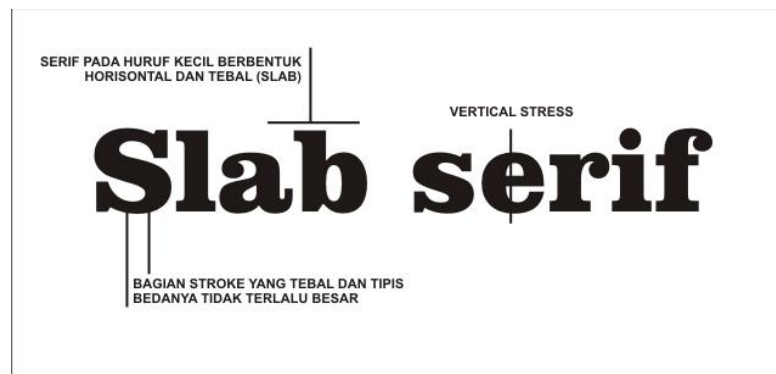 SERIF PADA HURUF KECIL BERBENTUK
HORISONTAL DAN TEBAL (SLAB)
VERTICAL STRESS
Slab serif
BAGIAN STROKE YANG TEBAL DAN TIPIS
BEDANYA TIDAK TERLALU BESAR